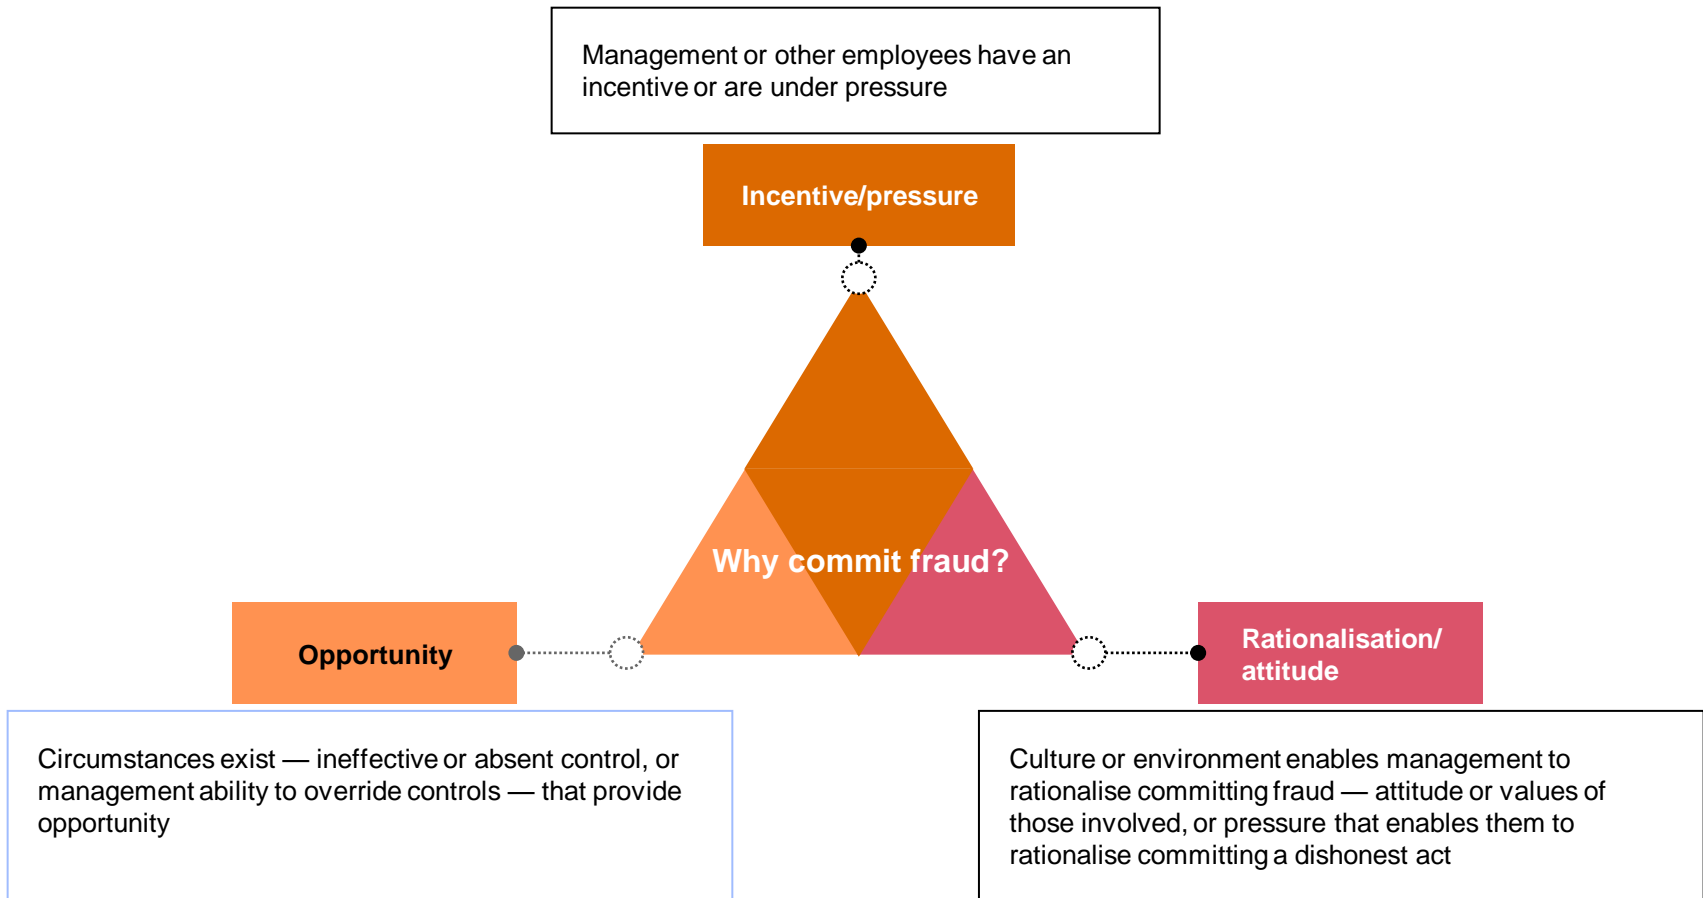 Management or other employees have an
incentive or are under pressure
Incentive/pressure
Why commit fraud?
Opportunity
Circumstances exist — ineffective or absent control, or
management ability to override controls — that provide
opportunity
Rationalisation/
attitude
Culture or environment enables management to
rationalise committing fraud — attitude or values of
those involved, or pressure that enables them to
rationalise committing a dishonest act